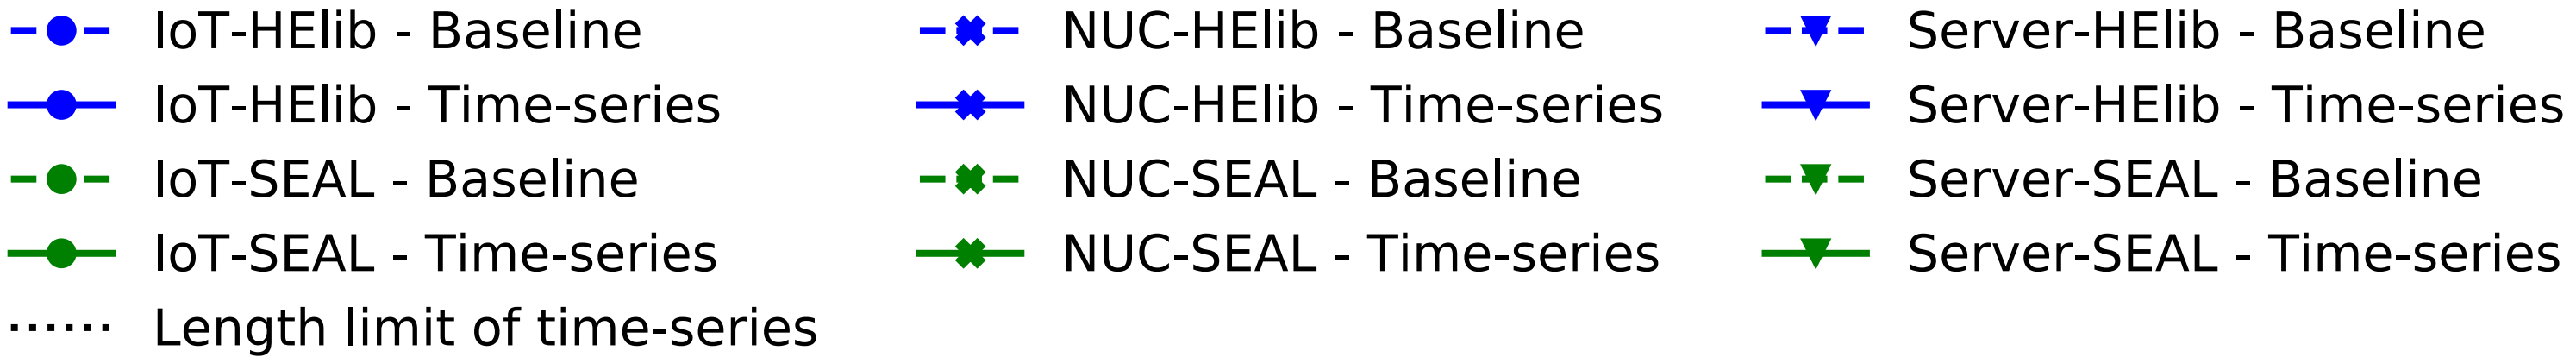 IoT-HElib - Baseline
IoT-HElib - Time-series
IoT-SEAL - Baseline
IoT-SEAL - Time-series
Length limit of time-series
NUC-HElib - Baseline
NUC-HElib - Time-series
NUC-SEAL - Baseline
NUC-SEAL - Time-series
Server-HElib - Baseline
Server-HElib - Time-series
Server-SEAL - Baseline
Server-SEAL - Time-series